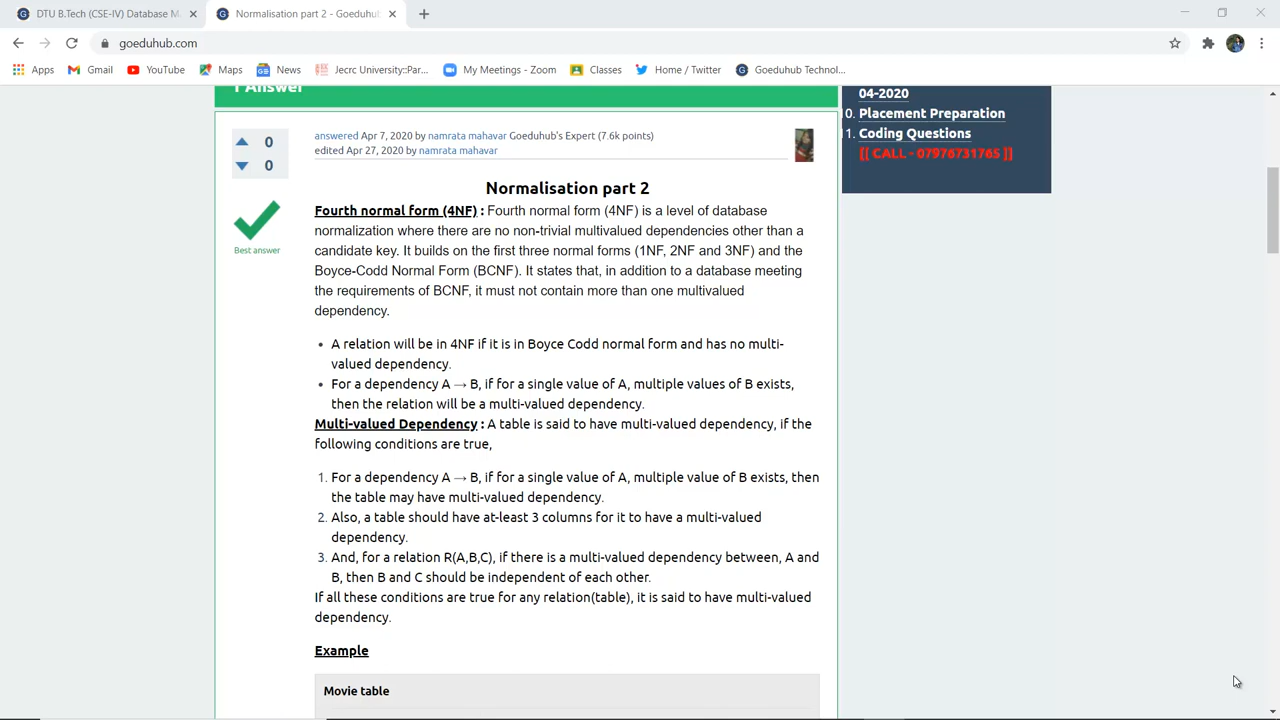 DTU B.Tech (CSE-IV) Database M
Normalisation part 2 - Goeduhub
goeduhub.com
Apps
Gmail
YouTube
Maps
News
Jecrc University::Par...
My Meetings - Zoom
Classes
Home / Twitter
Goeduhub Technol...
1 Answer
0
0
Best answer
answered Apr 7, 2020 by namrata mahavar Goeduhub's Expert (7.6k points)
edited Apr 27, 2020 by namrata mahavar
Normalisation part 2
Fourth normal form (4NF) : Fourth normal form (4NF) is a level of database
normalization where there are no non-trivial multivalued dependencies other than a
candidate key. It builds on the first three normal forms (1NF, 2NF and 3NF) and the
Boyce-Codd Normal Form (BCNF). It states that, in addition to a database meeting
the requirements of BCNF, it must not contain more than one multivalued
dependency.
• A relation will be in 4NF if it is in Boyce Codd normal form and has no multi-
valued dependency.
• For a dependency A → B, if for a single value of A, multiple values of B exists,
then the relation will be a multi-valued dependency.
Multi-valued Dependency : A table is said to have multi-valued dependency, if the
following conditions are true,
1. For a dependency A → B, if for a single value of A, multiple value of B exists, then
the table may have multi-valued dependency.
2. Also, a table should have at-least 3 columns for it to have a multi-valued
dependency.
3. And, for a relation R(A,B,C), if there is a multi-valued dependency between, A and
B, then B and C should be independent of each other.
If all these conditions are true for any relation(table), it is said to have multi-valued
dependency.
Example
Movie table
04-2020
10. Placement Preparation
11. Coding Questions
[[ CALL - 07976731765 ]]